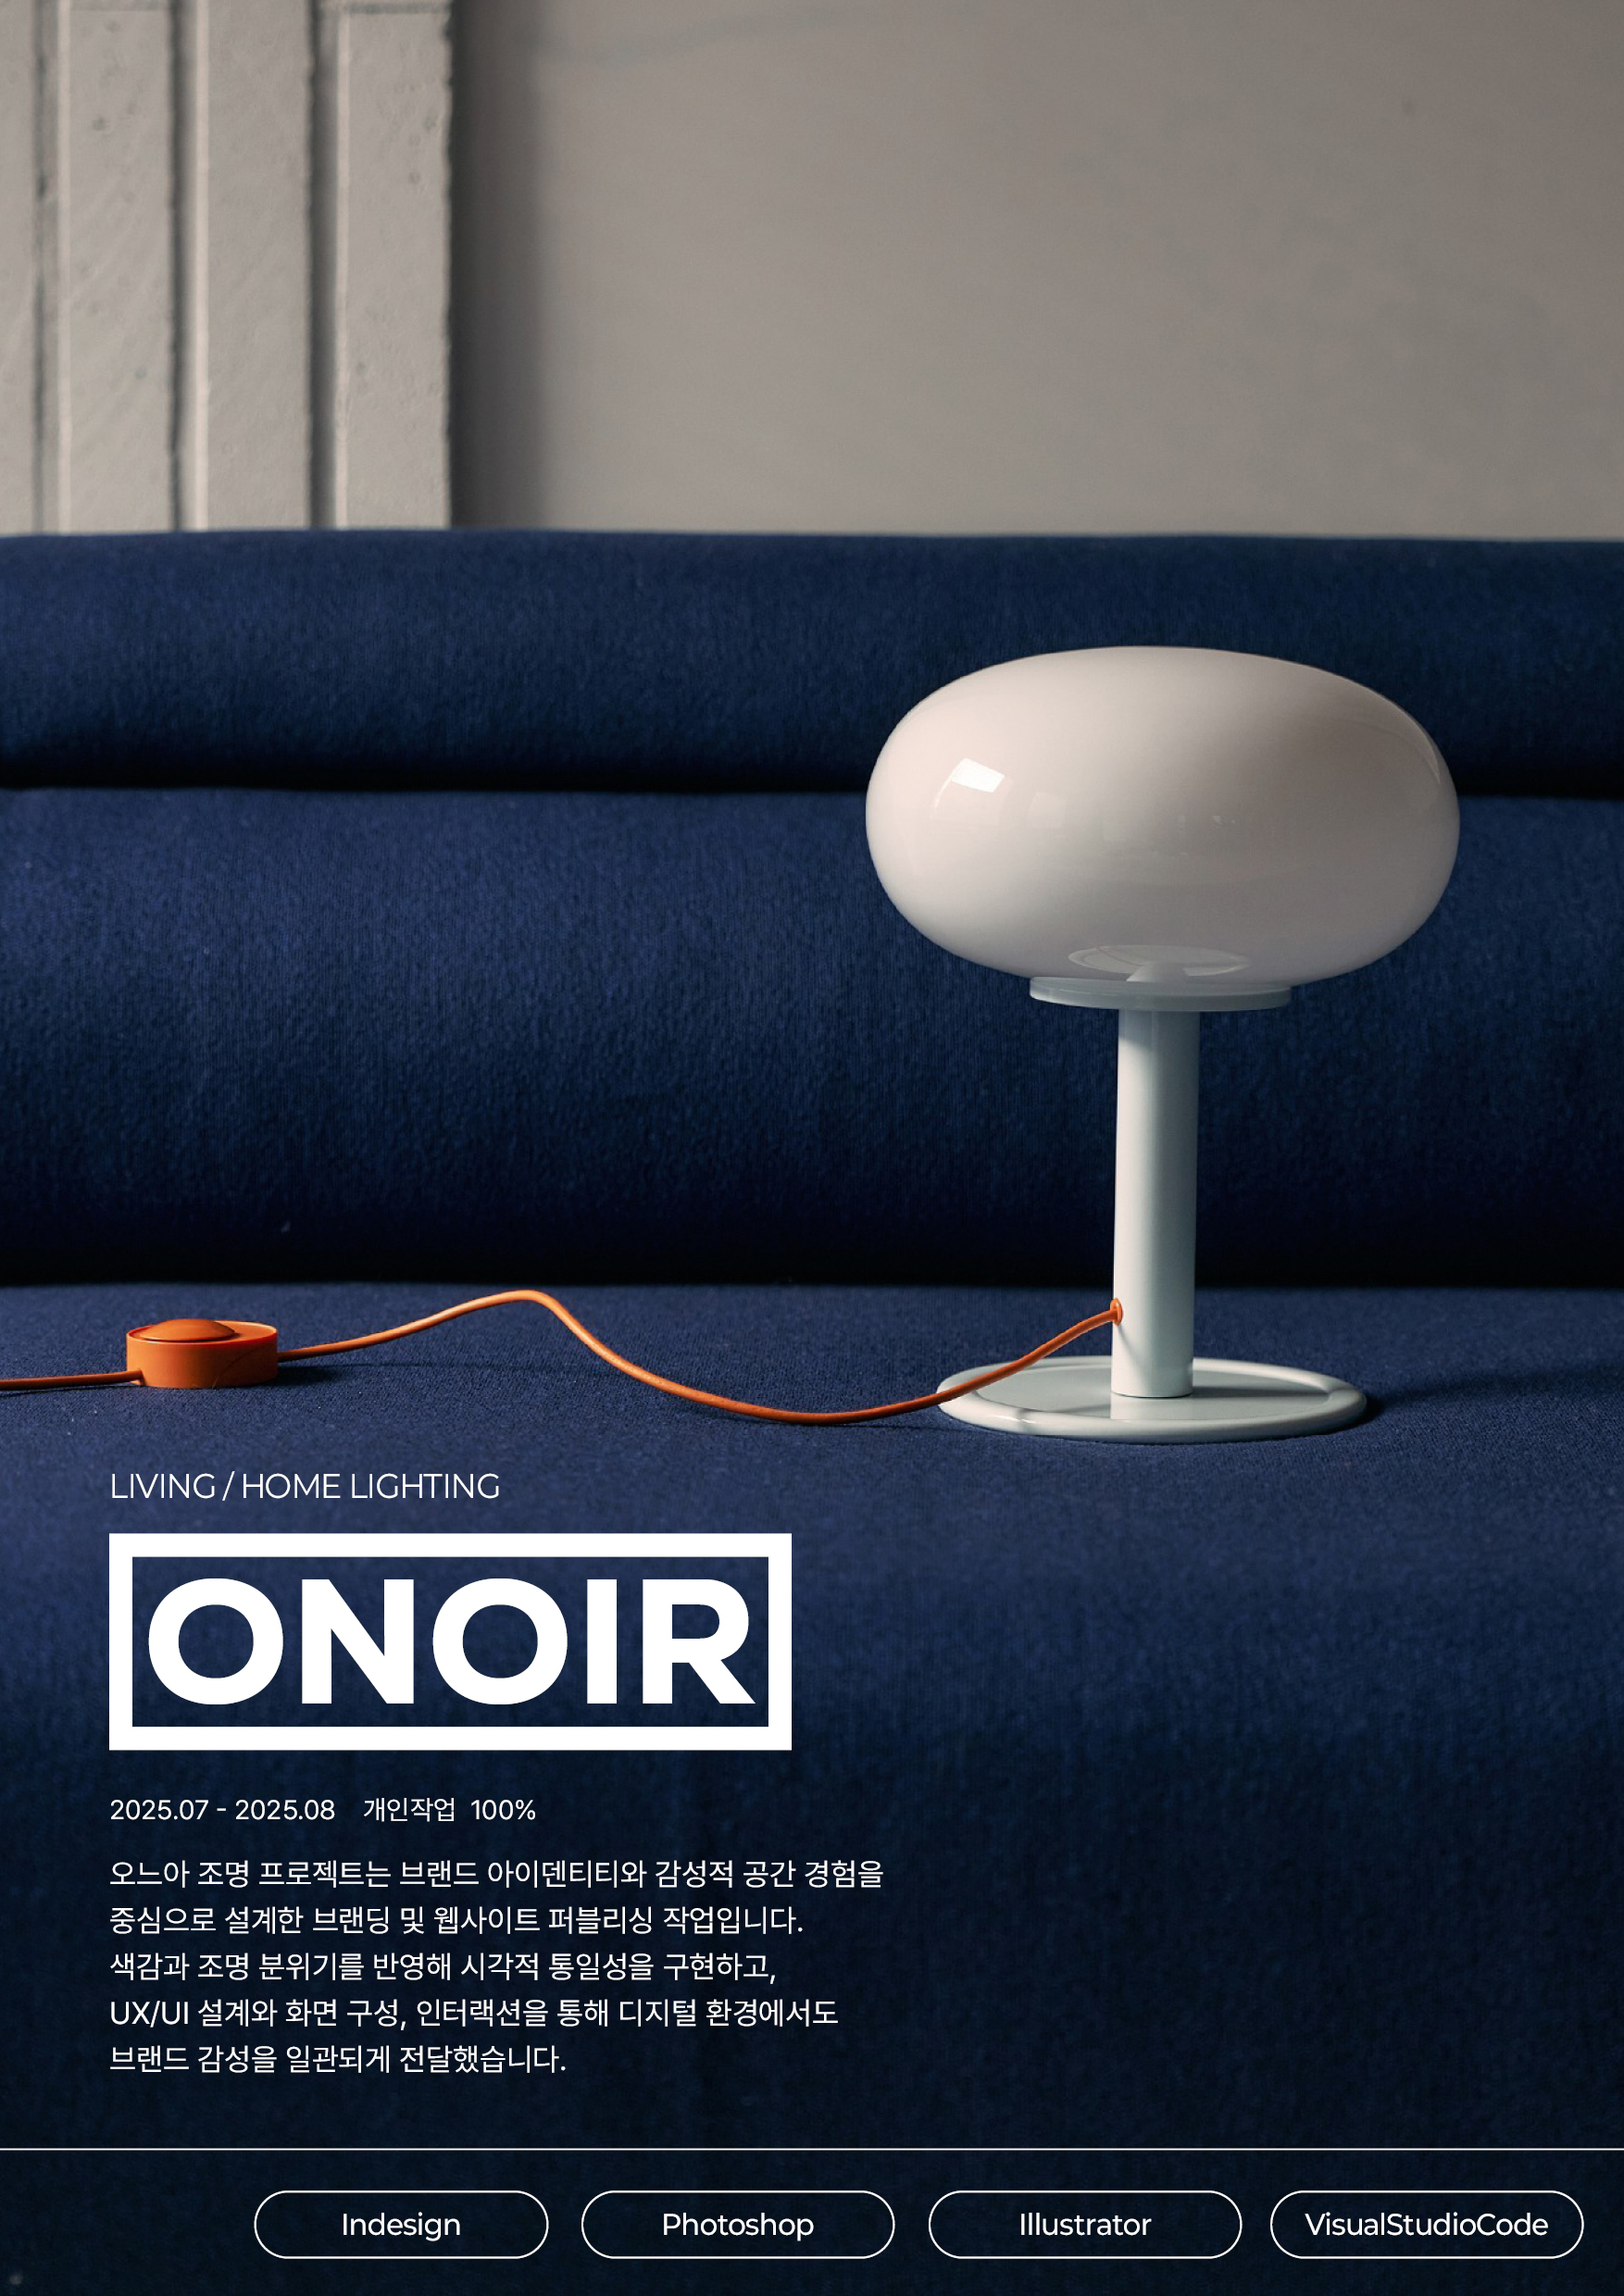 LIVING / HOME LIGHTING
ONOIR
2025.07 - 2025.08 개인작업 100%
오느아 조명 프로젝트는 브랜드 아이덴티티와 감성적 공간 경험을
중심으로 설계한 브랜딩 및 웹사이트 퍼블리싱 작업입니다.
색감과 조명 분위기를 반영해 시각적 통일성을 구현하고,
UX/UI 설계와 화면 구성, 인터랙션을 통해 디지털 환경에서도
브랜드 감성을 일관되게 전달했습니다.
Indesign Photoshop Illustrator VisualStudioCode